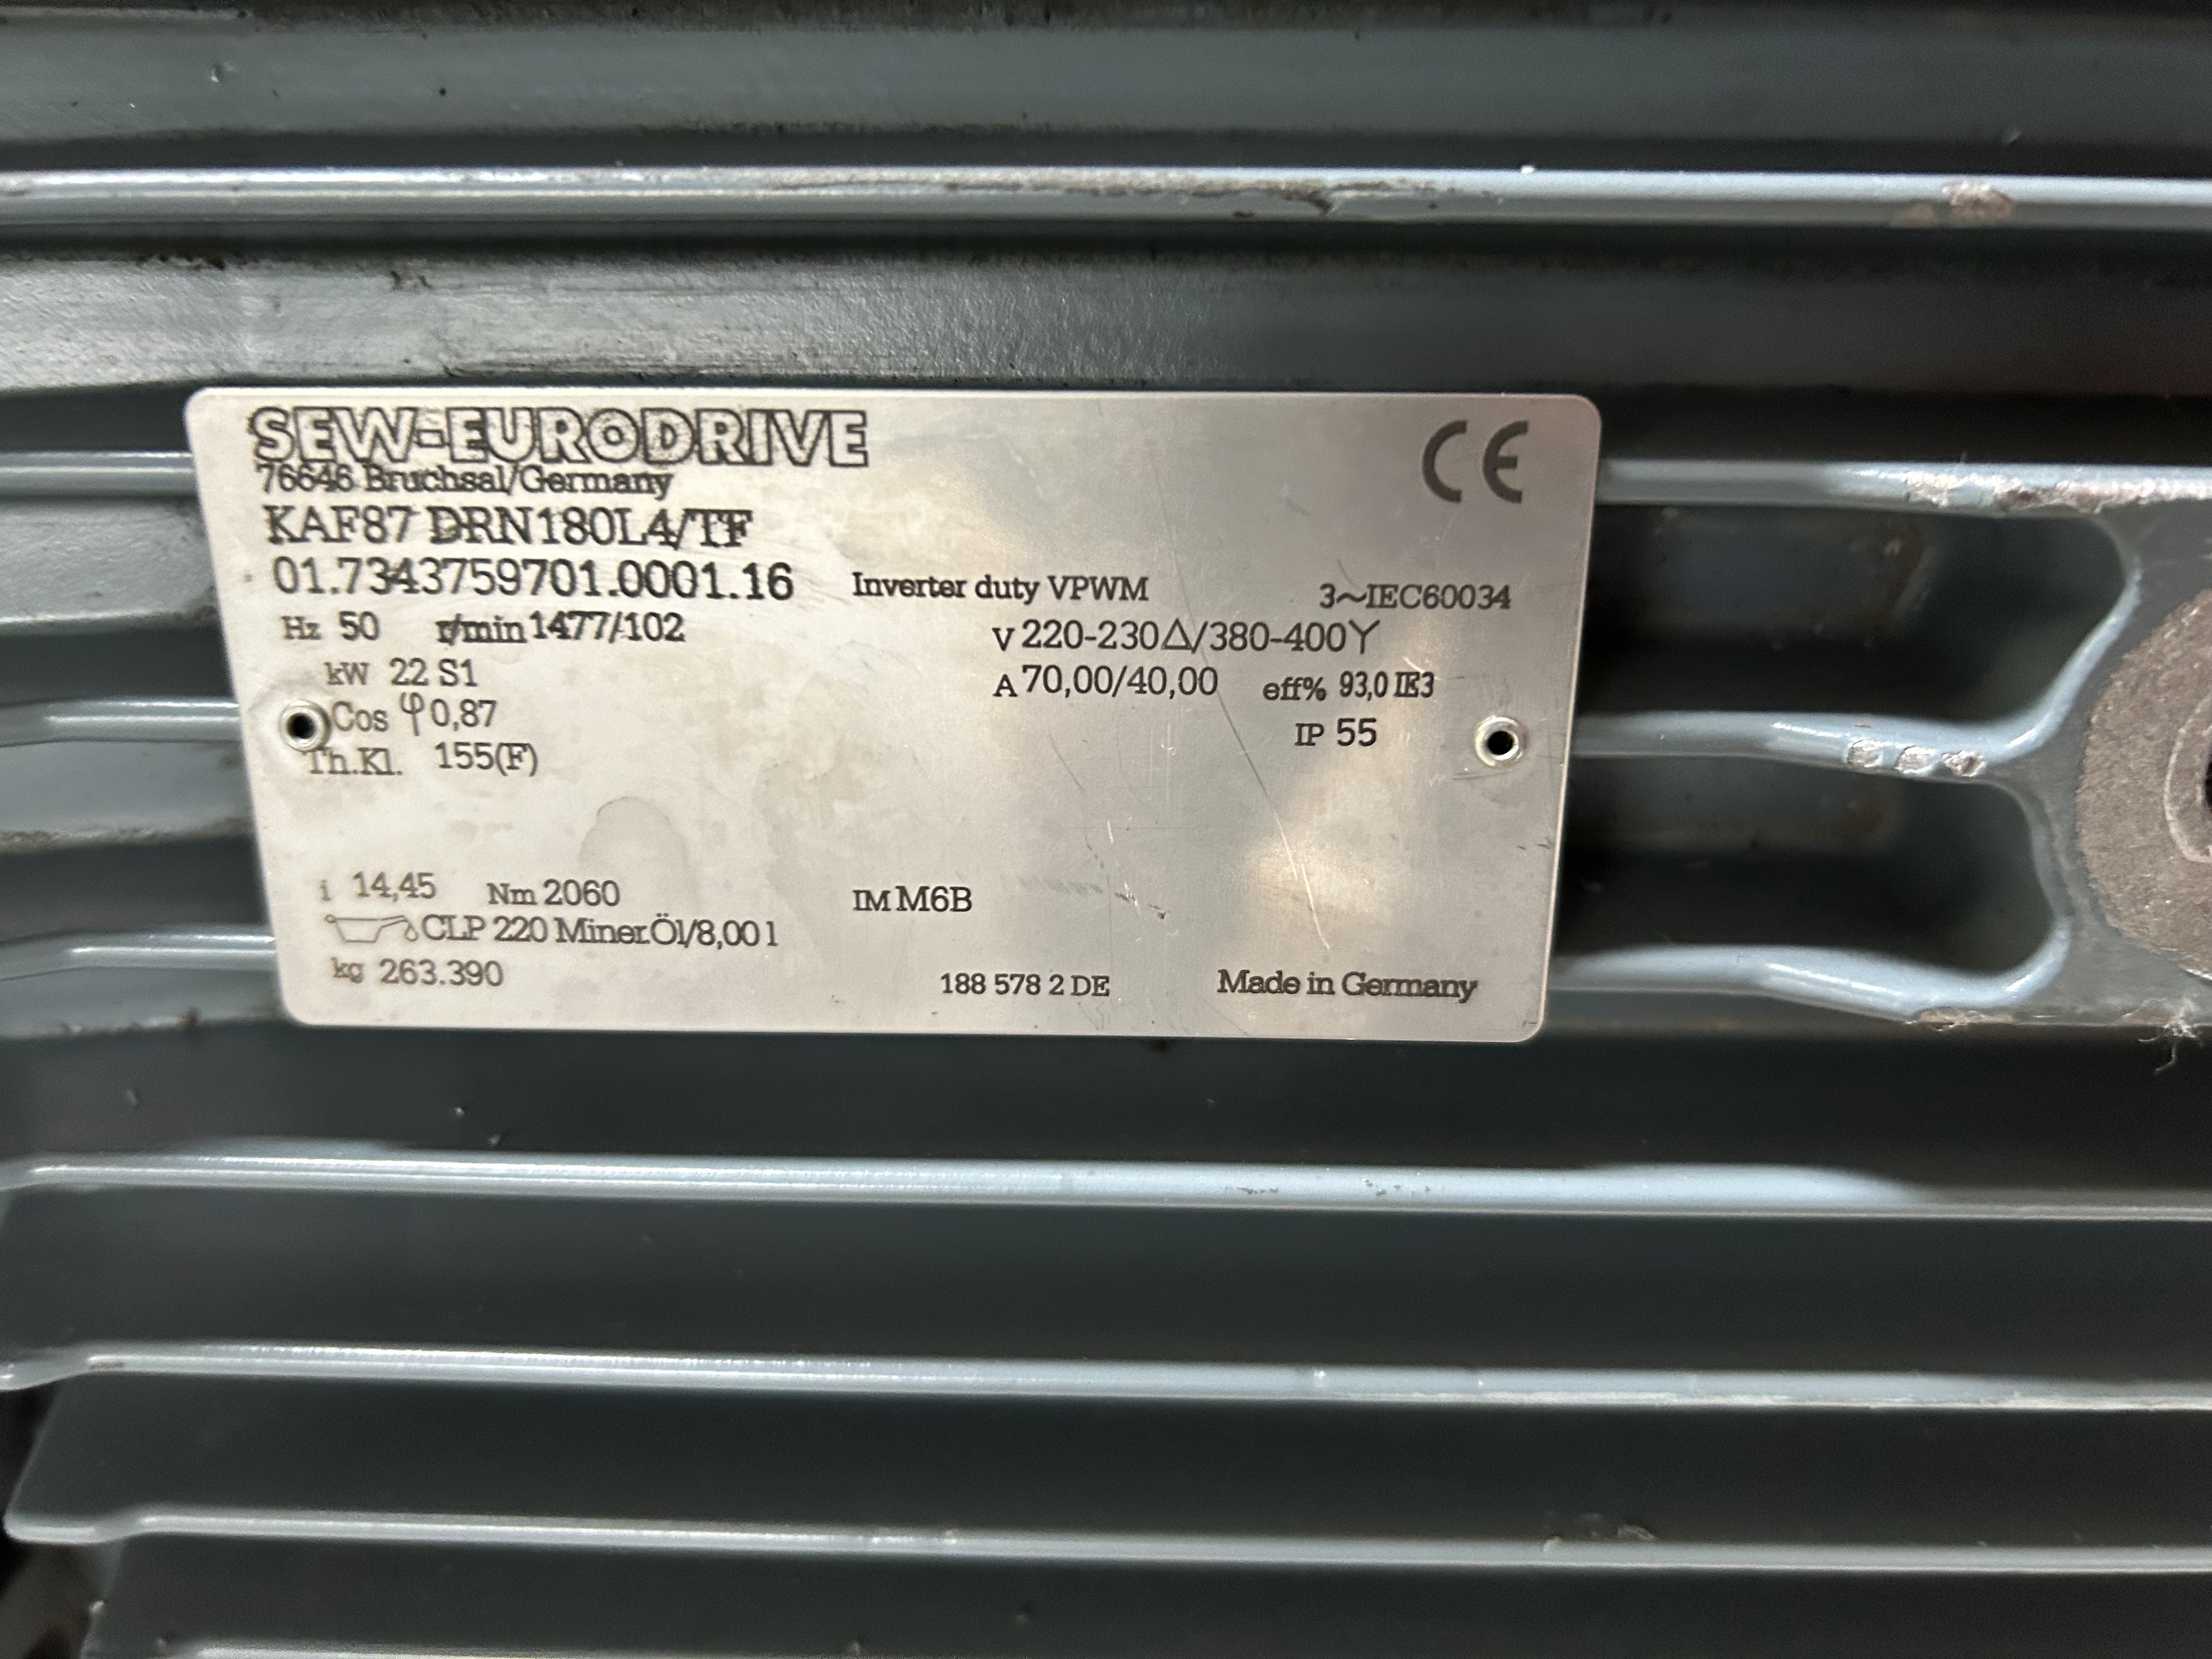 SEW-EURODRIVE
CE
76646 Bruchsal/Germany
KAF87 DRN180L4/TF
01.7343759701.0001.16 Inverter duty VPWM 3~IEC60034
Hz 50 r/min 1477/102 V 220-230△/380-400Y
kW 22 S1 A 70,00/40,00 eff% 93,0 IE3
Cos φ 0,87 IP 55
Th.Kl. 155(F)
i 14,45 Nm 2060 IM M6B
CLP 220 Miner.Öl/8,00 l
kg 263.390 188 578 2 DE Made in Germany